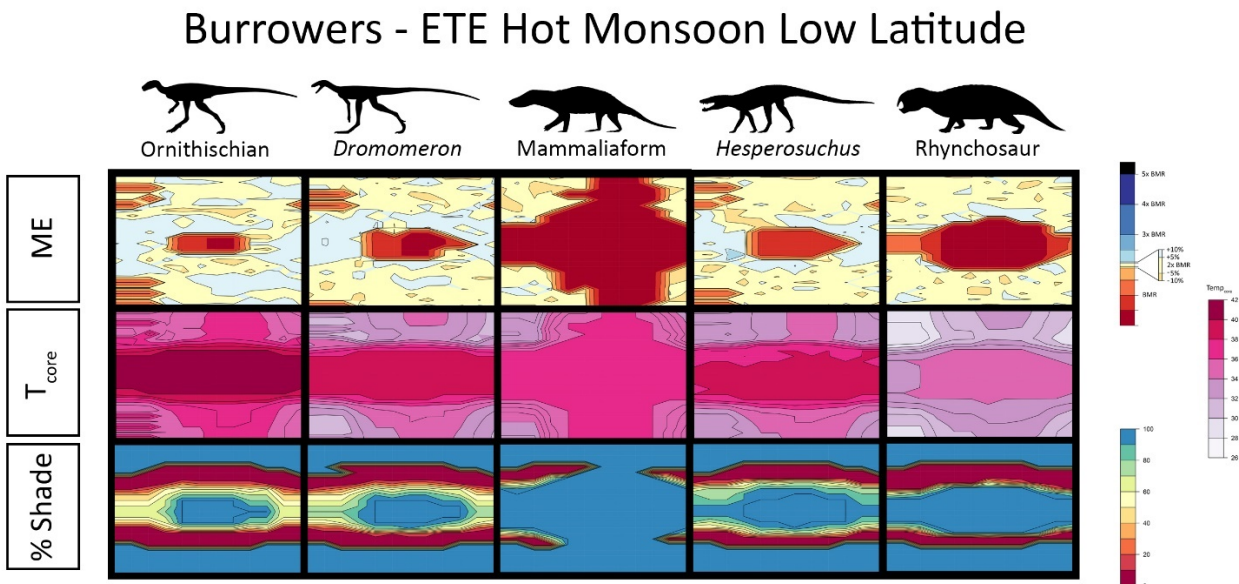 Burrowers - ETE Hot Monsoon Low Latitude
Ornithischian
Dromomeron
Mammaliaform
Hesperosuchus
Rhynchosaur
ME
Tcore
% Shade
5x BMR
4x BMR
3x BMR
+10%
+5%
2x BMR
−5%
−10%
BMR
42
40
38
36
34
32
30
28
26
100
80
60
40
20